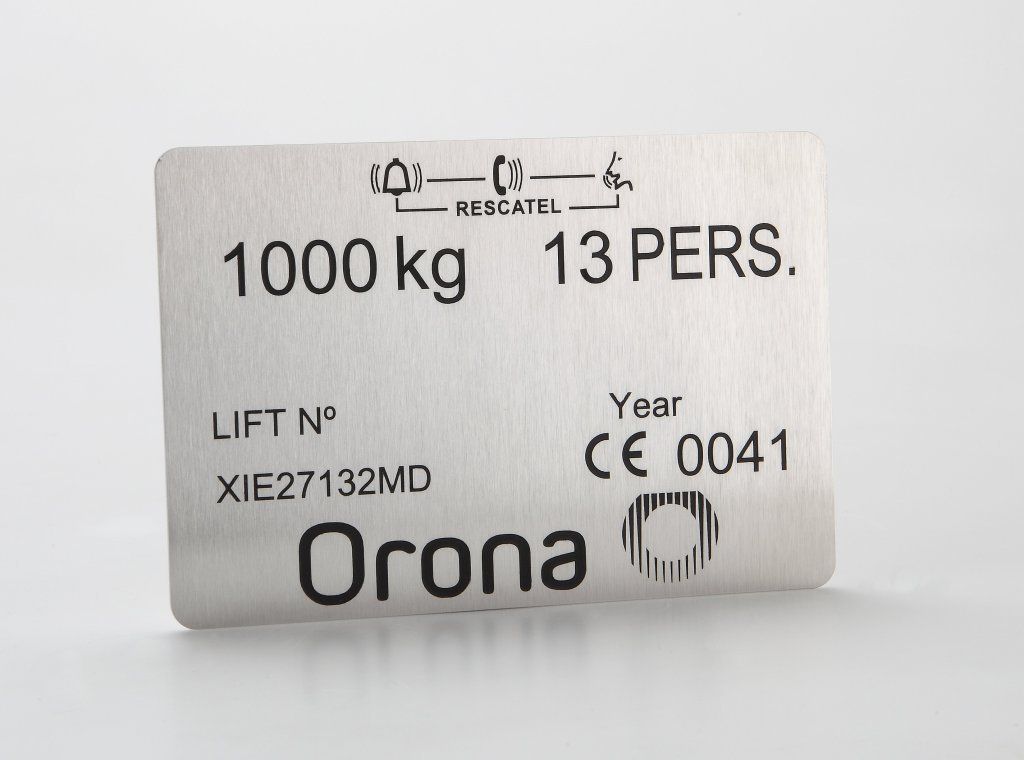 RESCATEL
1000 kg 13 PERS.
LIFT Nº
Year
CE 0041
XIE27132MD
Orona